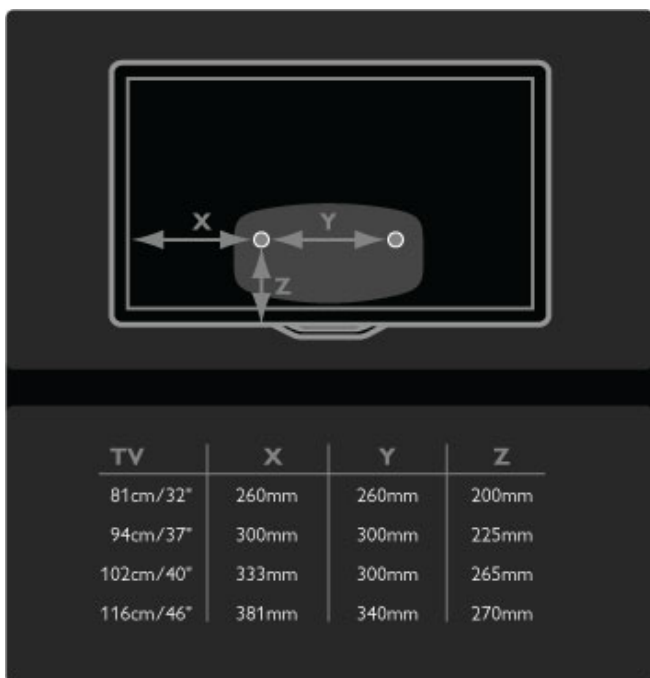 X Y
Z
TV X Y Z
81cm/32" 260mm 260mm 200mm
94cm/37" 300mm 300mm 225mm
102cm/40" 333mm 300mm 265mm
116cm/46" 381mm 340mm 270mm